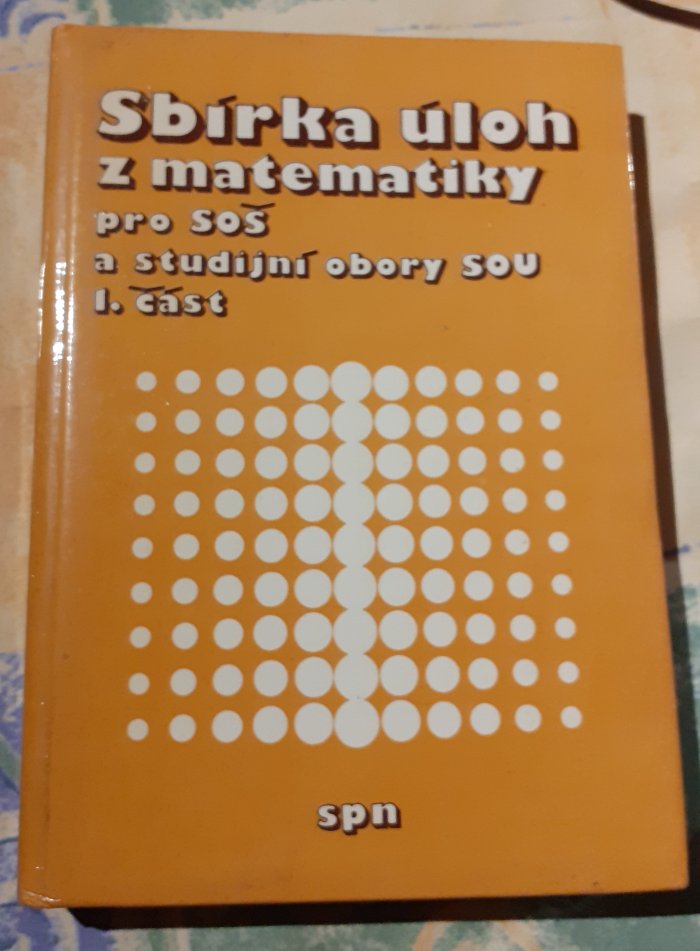 Sbírka úloh
z matematiky
pro SOŠ
a studijní obory SOU
I. část
spn